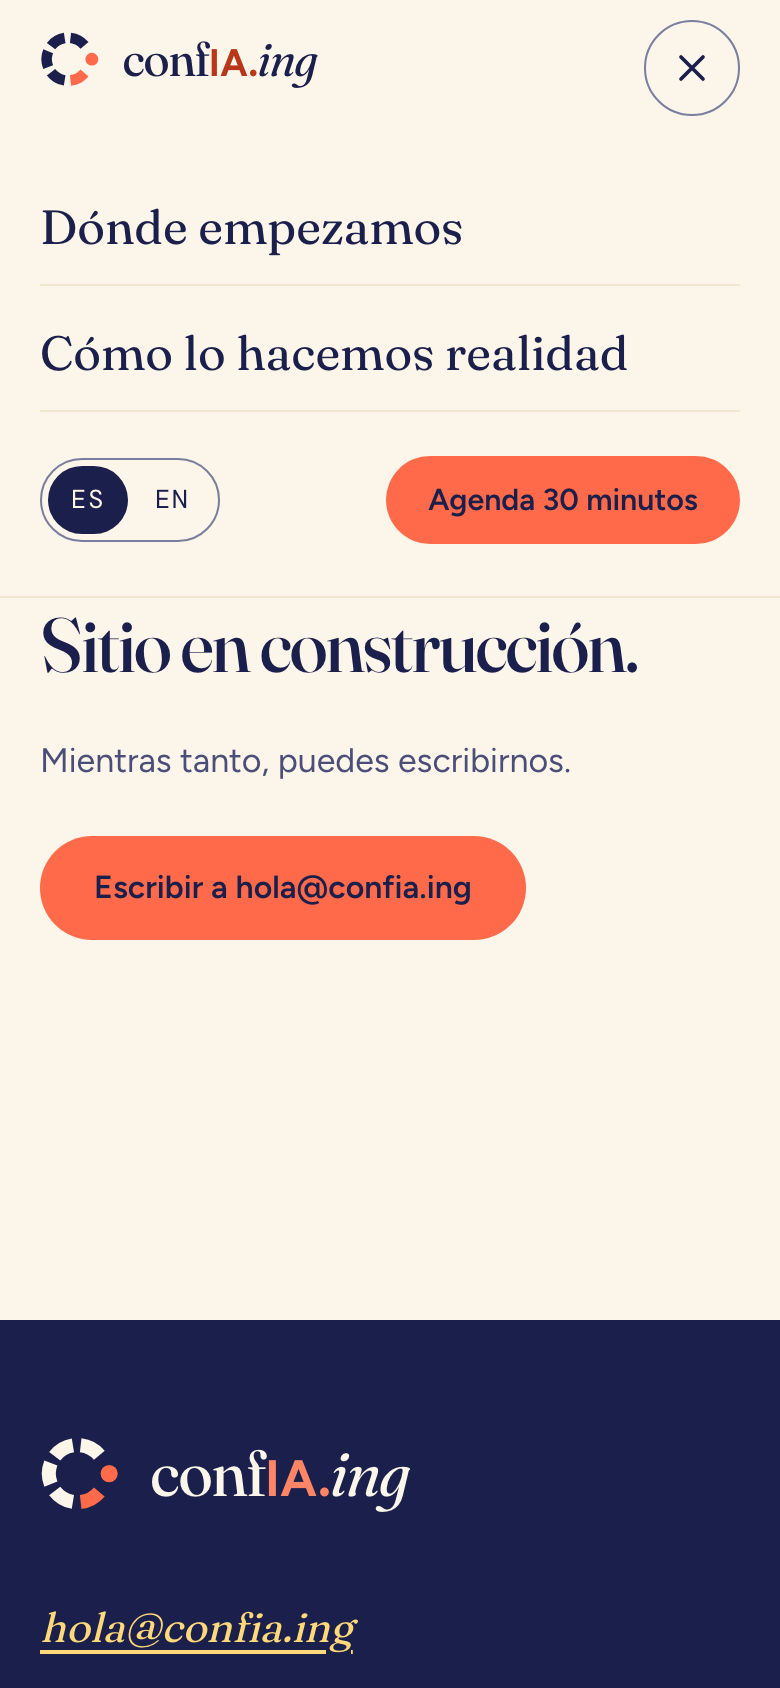 confIA.ing
Dónde empezamos
Cómo lo hacemos realidad
ES EN
Agenda 30 minutos
Sitio en construcción.
Mientras tanto, puedes escribirnos.
Escribir a hola@confia.ing
confIA.ing
hola@confia.ing